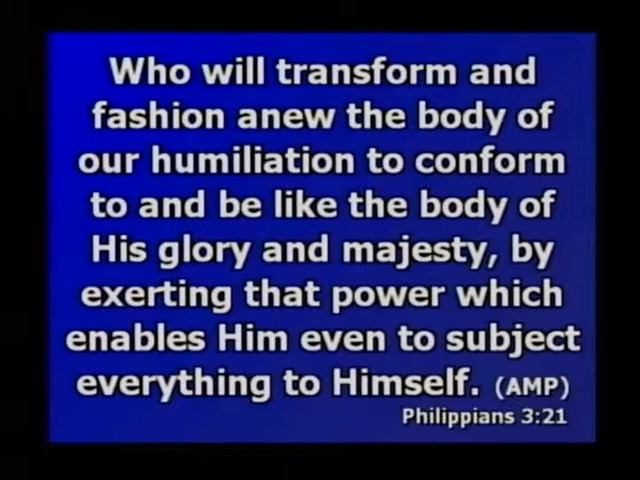 Who will transform and
fashion anew the body of
our humiliation to conform
to and be like the body of
His glory and majesty, by
exerting that power which
enables Him even to subject
everything to Himself. (AMP)
Philippians 3:21